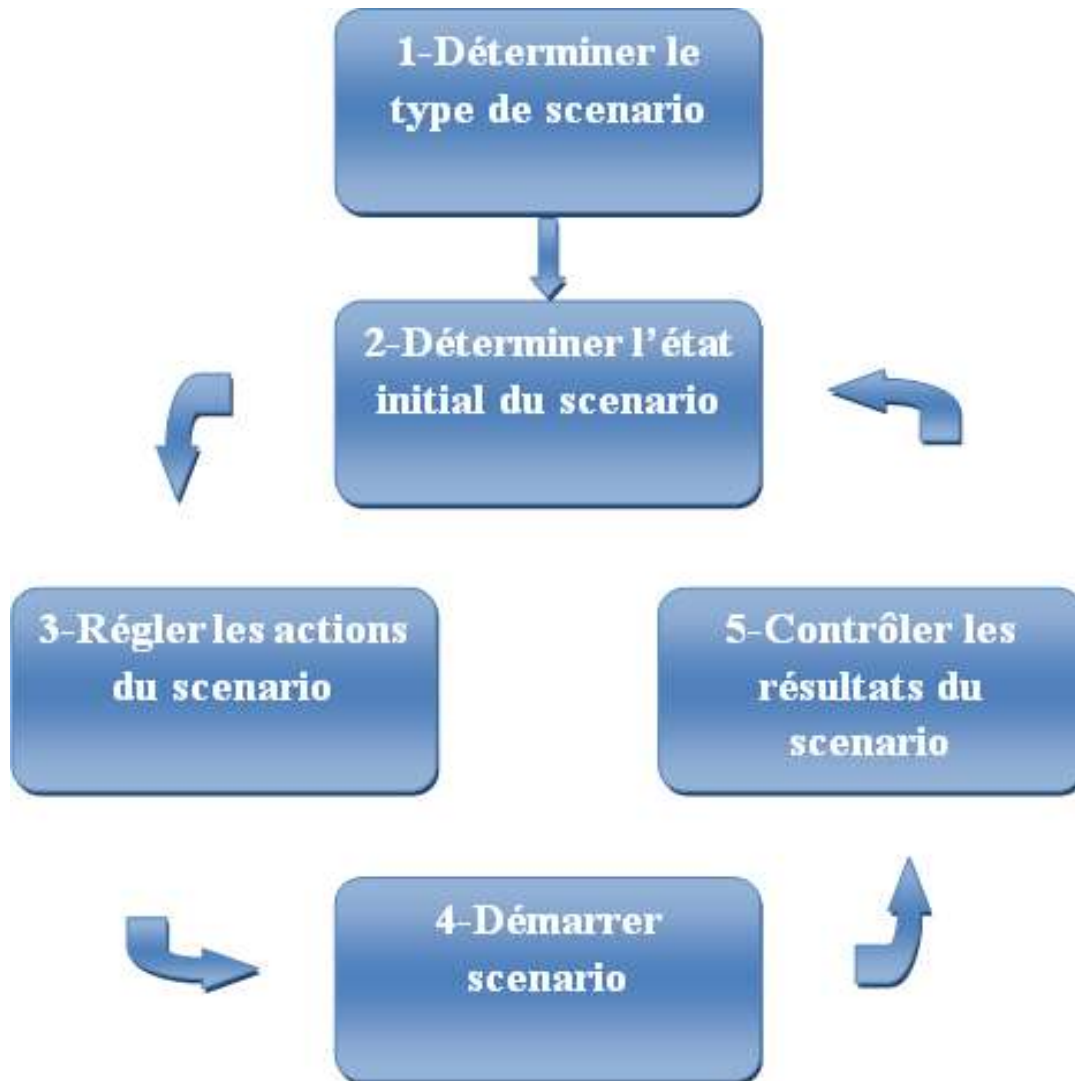 1-Déterminer le
type de scenario
2-Déterminer l’état
initial du scenario
3-Régler les actions
du scenario
5-Contrôler les
résultats du
scenario
4-Démarrer
scenario